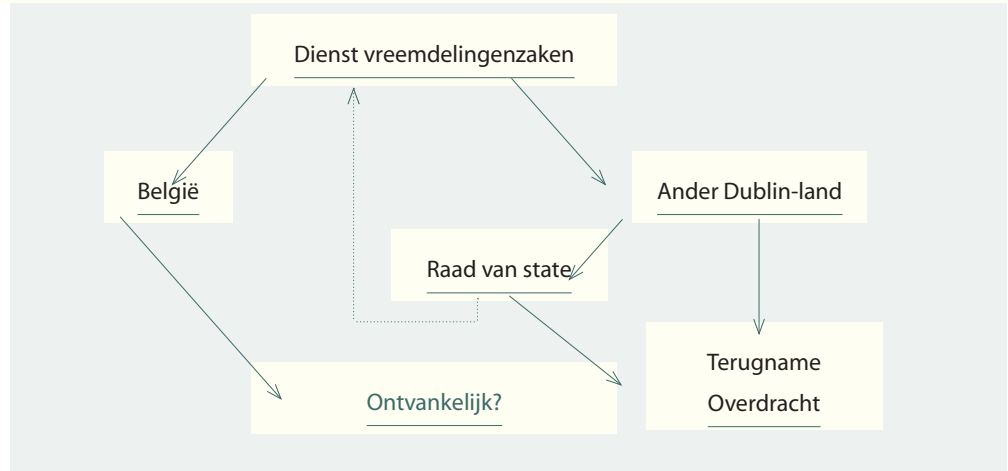 Dienst vreemdelingenzaken
België
Ander Dublin-land
Raad van state
Terugname
Overdracht
Ontvankelijk?